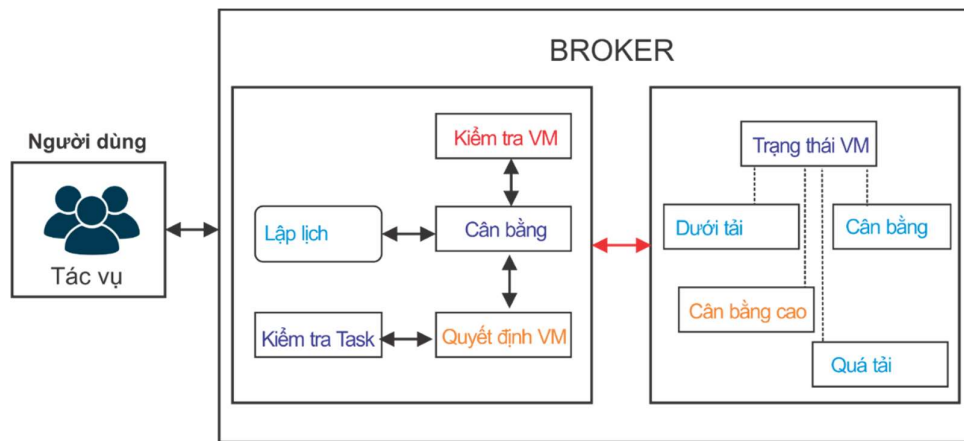 BROKER
Người dùng
Tác vụ
Kiểm tra VM
Lập lịch
Cân bằng
Kiểm tra Task
Quyết định VM
Trạng thái VM
Dưới tải
Cân bằng
Cân bằng cao
Quá tải